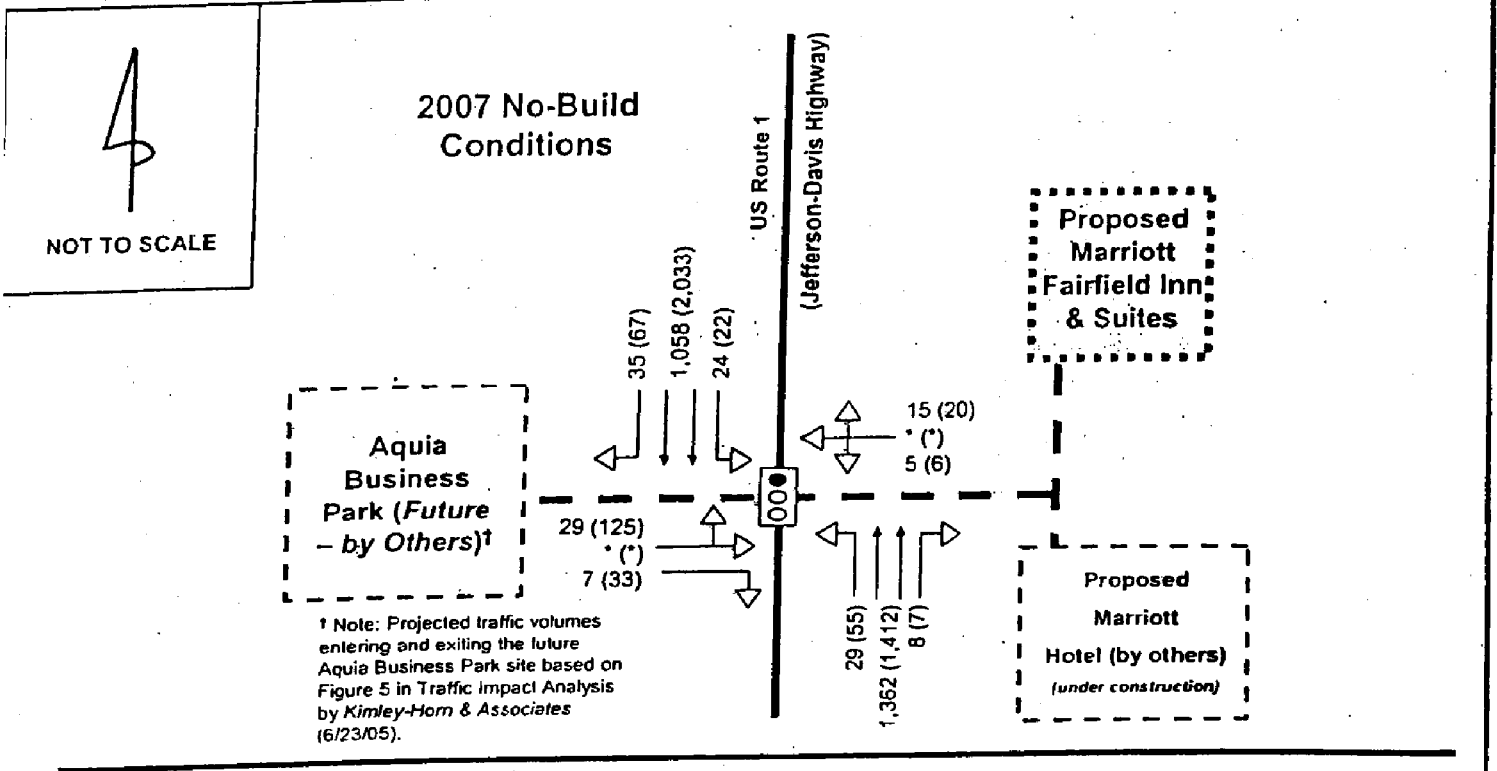 NOT TO SCALE
2007 No-Build
Conditions
US Route 1
(Jefferson-Davis Highway)
Proposed
Marriott
Fairfield Inn
& Suites
35 (67)
1,058 (2,033)
24 (22)
15 (20)
* (*)
5 (6)
Aquia
Business
Park (Future
– by Others)†
29 (125)
* (*)
7 (33)
29 (55)
1,362 (1,412)
8 (7)
Proposed
Marriott
Hotel (by others)
(under construction)
† Note: Projected traffic volumes
entering and exiting the future
Aquia Business Park site based on
Figure 5 in Traffic Impact Analysis
by Kimley-Horn & Associates
(6/23/05).